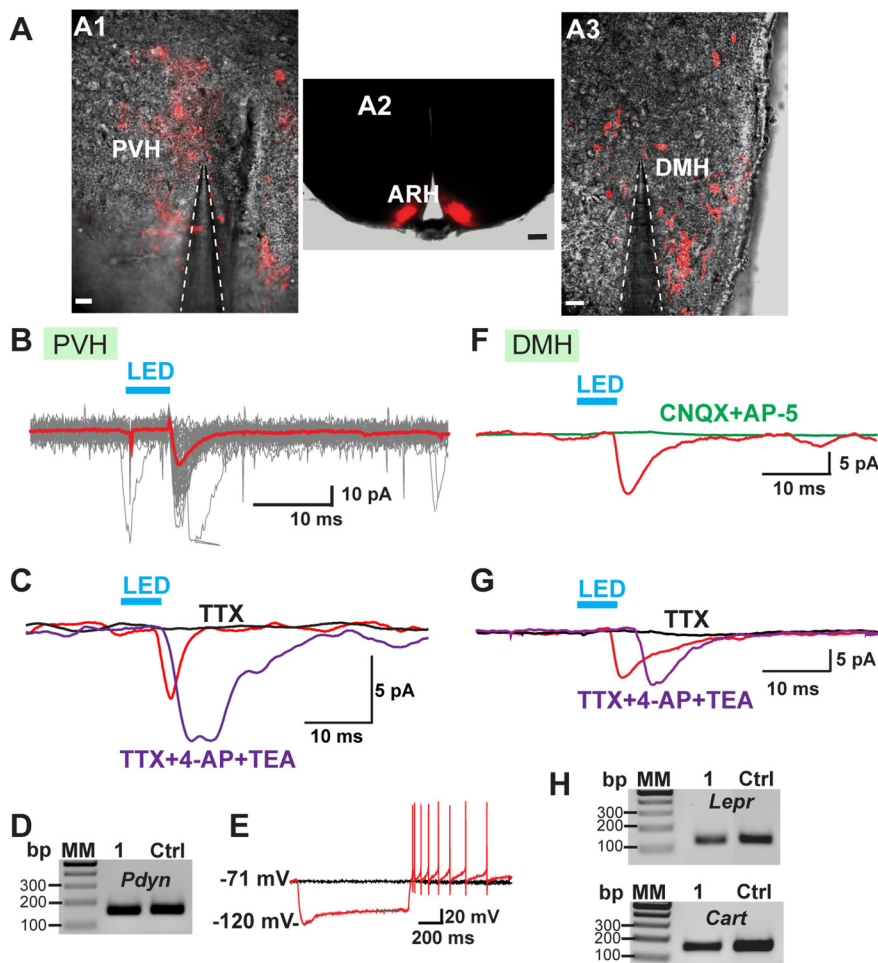 A
A1
PVH
A2
ARH
A3
DMH
B PVH
LED
10 pA
10 ms
F DMH
LED
CNQX+AP-5
5 pA
10 ms
C
LED
TTX
5 pA
10 ms
TTX+4-AP+TEA
G
LED
TTX
5 pA
10 ms
TTX+4-AP+TEA
D
bp MM 1 Ctrl
Pdyn
300
200
100
E
-71 mV
-120 mV
20 mV
200 ms
H
bp MM 1 Ctrl
Lepr
300
200
100
bp MM 1 Ctrl
Cart
300
200
100